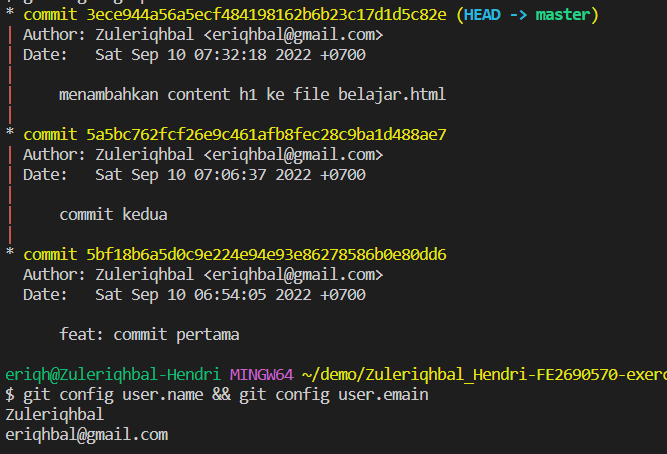 * commit 3ece944a56a5ecf484198162b6b23c17d1d5c82e (HEAD -> master)
| Author: Zuleriqhbal <eriqhbal@gmail.com>
| Date:   Sat Sep 10 07:32:18 2022 +0700
|
|     menambahkan content h1 ke file belajar.html
|
* commit 5a5bc762fcf26e9c461afb8fec28c9ba1d488ae7
| Author: Zuleriqhbal <eriqhbal@gmail.com>
| Date:   Sat Sep 10 07:06:37 2022 +0700
|
|     commit kedua
|
* commit 5bf18b6a5d0c9e224e94e93e86278586b0e80dd6
  Author: Zuleriqhbal <eriqhbal@gmail.com>
  Date:   Sat Sep 10 06:54:05 2022 +0700

      feat: commit pertama

eriqh@Zuleriqhbal-Hendri MINGW64 ~/demo/Zuleriqhbal_Hendri-FE2690570-exerc
$ git config user.name && git config user.emain
Zuleriqhbal
eriqhbal@gmail.com